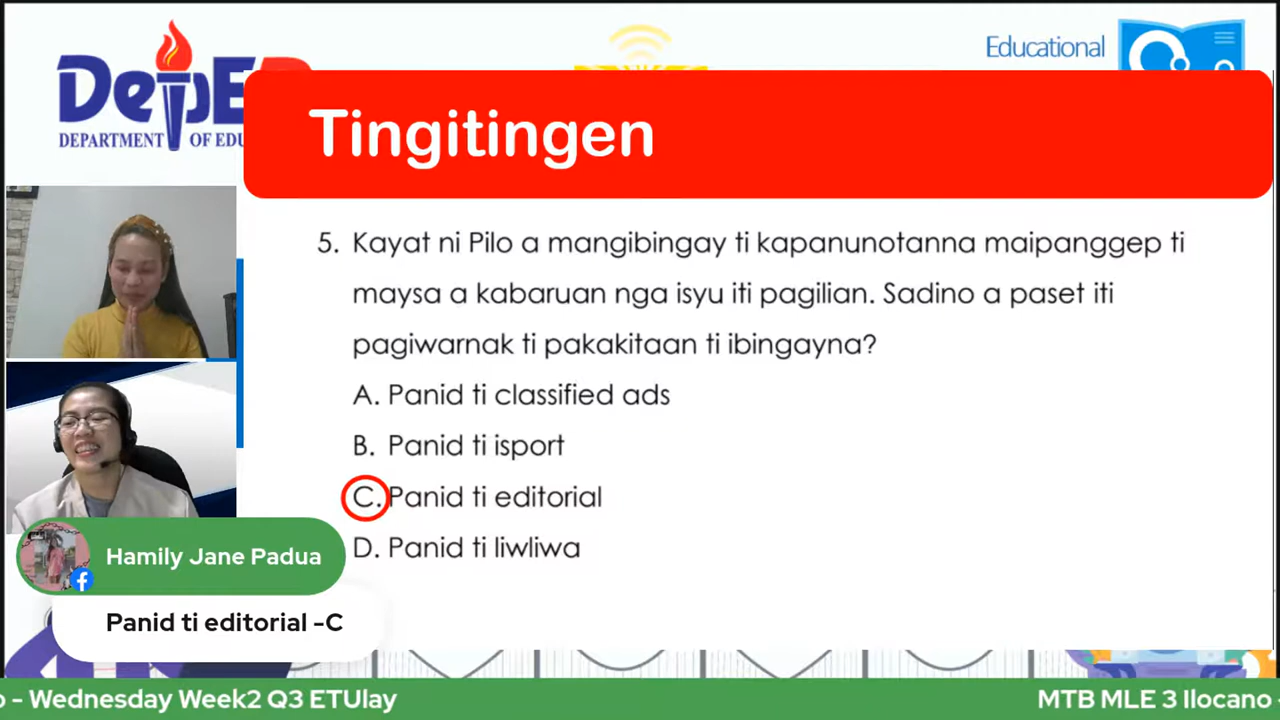 DepED
DEPARTMENT OF EDU
Educational
Tingitingen
5. Kayat ni Pilo a mangibingay ti kapanunotanna maipanggep ti
maysa a kabaruan nga isyu iti pagilian. Sadino a paset iti
pagiwarnak ti pakakitaan ti ibingayna?
A. Panid ti classified ads
B. Panid ti isport
C. Panid ti editorial
D. Panid ti liwliwa
Hamily Jane Padua
Panid ti editorial -C
- Wednesday Week2 Q3 ETUlay
MTB MLE 3 Ilocano -